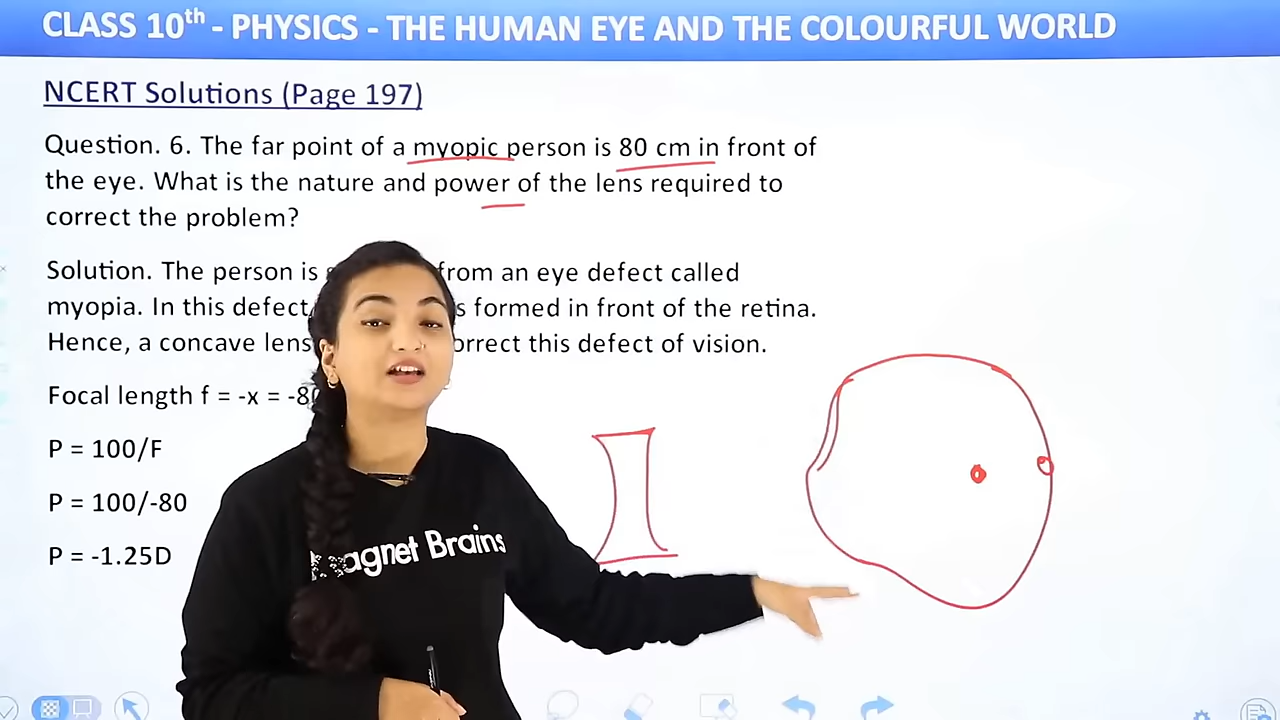 CLASS 10th - PHYSICS - THE HUMAN EYE AND THE COLOURFUL WORLD
NCERT Solutions (Page 197)
Question. 6. The far point of a myopic person is 80 cm in front of
the eye. What is the nature and power of the lens required to
correct the problem?
Solution. The person is from an eye defect called
myopia. In this defect, formed in front of the retina.
Hence, a concave lens correct this defect of vision.
Focal length f = -x = -80
P = 100/F
P = 100/-80
P = -1.25D
Magnet Brains